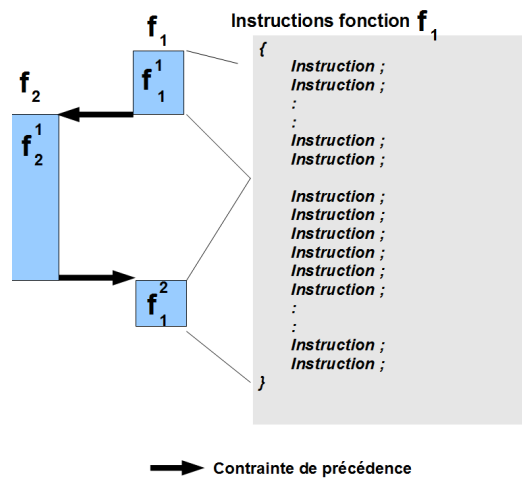 Instructions fonction f₁
f₁
f₁¹
f₂
f₂¹
f₁²
{
Instruction ;
Instruction ;
:
:
Instruction ;
Instruction ;
Instruction ;
Instruction ;
Instruction ;
Instruction ;
Instruction ;
Instruction ;
:
:
Instruction ;
Instruction ;
}
Contrainte de précédence